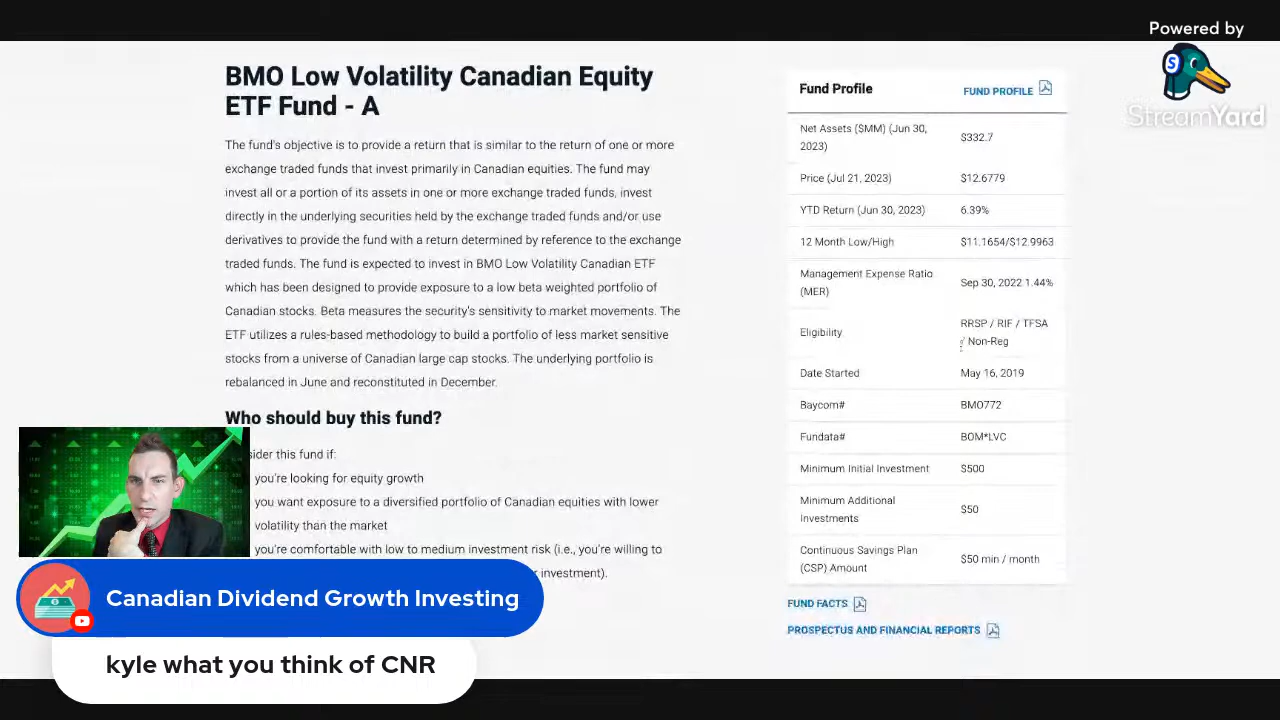 Powered by
StreamYard
BMO Low Volatility Canadian Equity
ETF Fund - A
The fund's objective is to provide a return that is similar to the return of one or more
exchange traded funds that invest primarily in Canadian equities. The fund may
invest all or a portion of its assets in one or more exchange traded funds, invest
directly in the underlying securities held by the exchange traded funds and/or use
derivatives to provide the fund with a return determined by reference to the exchange
traded funds. The fund is expected to invest in BMO Low Volatility Canadian ETF
which has been designed to provide exposure to a low beta weighted portfolio of
Canadian stocks. Beta measures the security's sensitivity to market movements. The
ETF utilizes a rules-based methodology to build a portfolio of less market sensitive
stocks from a universe of Canadian large cap stocks. The underlying portfolio is
rebalanced in June and reconstituted in December.
Who should buy this fund?
sider this fund if:
you're looking for equity growth
you want exposure to a diversified portfolio of Canadian equities with lower
volatility than the market
you're comfortable with low to medium investment risk (i.e., you're willing to
r investment).
Fund Profile FUND PROFILE
Net Assets ($MM) (Jun 30, 2023) $332.7
Price (Jul 21, 2023) $12.6779
YTD Return (Jun 30, 2023) 6.39%
12 Month Low/High $11.1654/$12.9963
Management Expense Ratio (MER) Sep 30, 2022 1.44%
Eligibility RRSP / RIF / TFSA / Non-Reg
Date Started May 16, 2019
Baycom# BMO772
Fundata# BOM*LVC
Minimum Initial Investment $500
Minimum Additional Investments $50
Continuous Savings Plan (CSP) Amount $50 min / month
FUND FACTS
PROSPECTUS AND FINANCIAL REPORTS
Canadian Dividend Growth Investing
kyle what you think of CNR